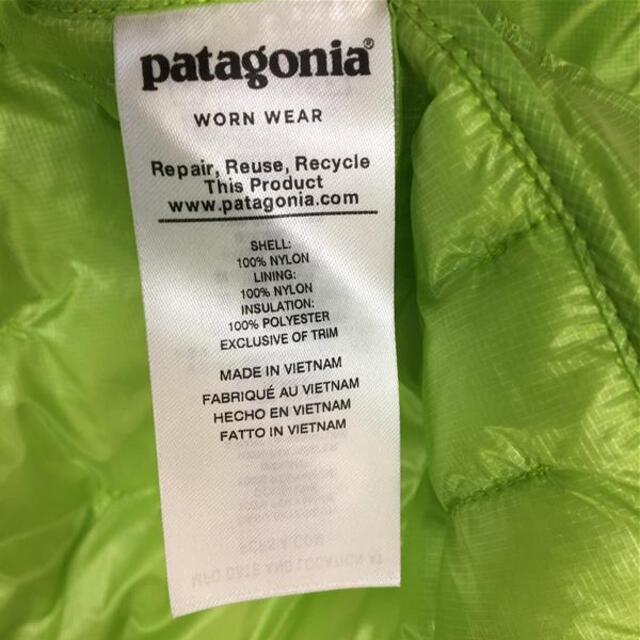 patagonia®
WORN WEAR
Repair, Reuse, Recycle
This Product
www.patagonia.com
SHELL:
100% NYLON
LINING:
100% NYLON
INSULATION:
100% POLYESTER
EXCLUSIVE OF TRIM
MADE IN VIETNAM
FABRIQUÉ AU VIETNAM
HECHO EN VIETNAM
FATTO IN VIETNAM